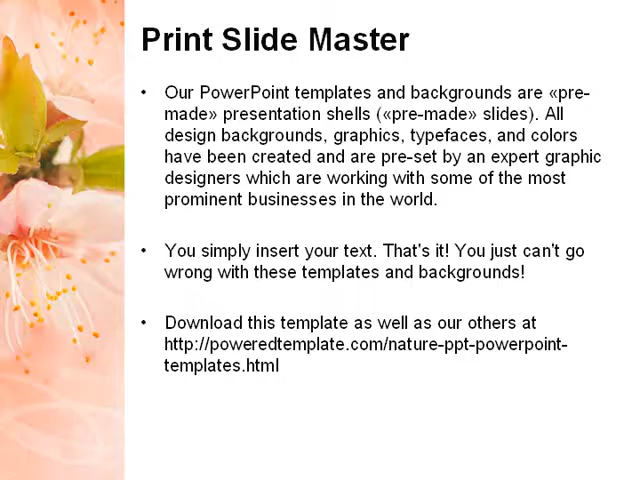 Print Slide Master
• Our PowerPoint templates and backgrounds are «pre-
made» presentation shells («pre-made» slides). All
design backgrounds, graphics, typefaces, and colors
have been created and are pre-set by an expert graphic
designers which are working with some of the most
prominent businesses in the world.
• You simply insert your text. That's it! You just can't go
wrong with these templates and backgrounds!
• Download this template as well as our others at
http://poweredtemplate.com/nature-ppt-powerpoint-
templates.html